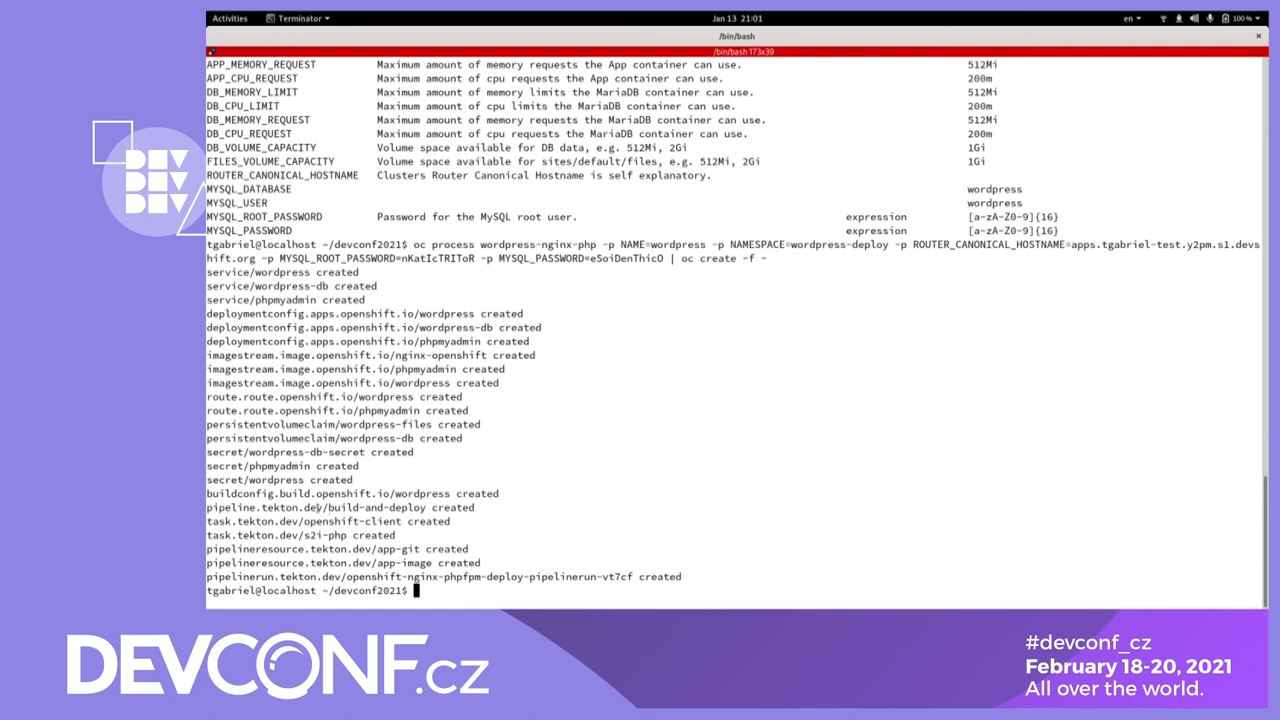 Activities Terminator Jan 13 21:01 en 100%
/bin/bash
/bin/bash 173x39
APP_MEMORY_REQUEST Maximum amount of memory requests the App container can use. 512Mi
APP_CPU_REQUEST Maximum amount of cpu requests the App container can use. 200m
DB_MEMORY_LIMIT Maximum amount of memory limits the MariaDB container can use. 512Mi
DB_CPU_LIMIT Maximum amount of cpu limits the MariaDB container can use. 200m
DB_MEMORY_REQUEST Maximum amount of memory requests the MariaDB container can use. 512Mi
DB_CPU_REQUEST Maximum amount of cpu requests the MariaDB container can use. 200m
DB_VOLUME_CAPACITY Volume space available for DB data, e.g. 512Mi, 2Gi 1Gi
FILES_VOLUME_CAPACITY Volume space available for sites/default/files, e.g. 512Mi, 2Gi 1Gi
ROUTER_CANONICAL_HOSTNAME Clusters Router Canonical Hostname is self explanatory.
MYSQL_DATABASE wordpress
MYSQL_USER wordpress
MYSQL_ROOT_PASSWORD Password for the MySQL root user. expression [a-zA-Z0-9]{16}
MYSQL_PASSWORD expression [a-zA-Z0-9]{16}
tgabriel@localhost ~/devconf2021$ oc process wordpress-nginx-php -p NAME=wordpress -p NAMESPACE=wordpress-deploy -p ROUTER_CANONICAL_HOSTNAME=apps.tgabriel-test.y2pm.s1.devs
hift.org -p MYSQL_ROOT_PASSWORD=nKatIcTRIToR -p MYSQL_PASSWORD=eSoiDenThicO | oc create -f -
service/wordpress created
service/wordpress-db created
service/phpmyadmin created
deploymentconfig.apps.openshift.io/wordpress created
deploymentconfig.apps.openshift.io/wordpress-db created
deploymentconfig.apps.openshift.io/phpmyadmin created
imagestream.image.openshift.io/nginx-openshift created
imagestream.image.openshift.io/phpmyadmin created
imagestream.image.openshift.io/wordpress created
route.route.openshift.io/wordpress created
route.route.openshift.io/phpmyadmin created
persistentvolumeclaim/wordpress-files created
persistentvolumeclaim/wordpress-db created
secret/wordpress-db-secret created
secret/phpmyadmin created
secret/wordpress created
buildconfig.build.openshift.io/wordpress created
pipeline.tekton.dev/build-and-deploy created
task.tekton.dev/openshift-client created
task.tekton.dev/s2i-php created
pipelineresource.tekton.dev/app-git created
pipelineresource.tekton.dev/app-image created
pipelinerun.tekton.dev/openshift-nginx-phpfpm-deploy-pipelinerun-vt7cf created
tgabriel@localhost ~/devconf2021$
DEV
DEV
DEV
DEVCONF.cz
#devconf_cz
February 18-20, 2021
All over the world.